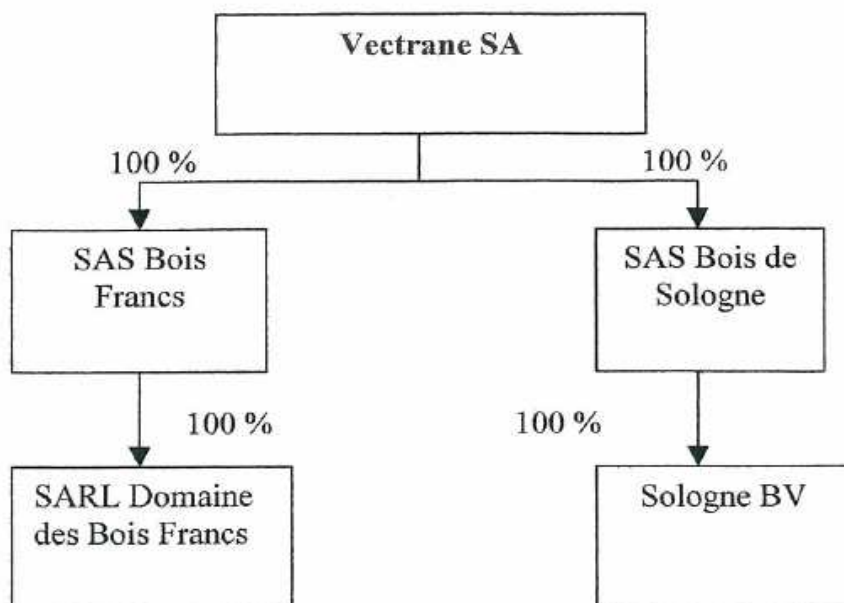 Vectrane SA
100 %
100 %
SAS Bois
Francs
SAS Bois de
Sologne
100 %
100 %
SARL Domaine
des Bois Francs
Sologne BV